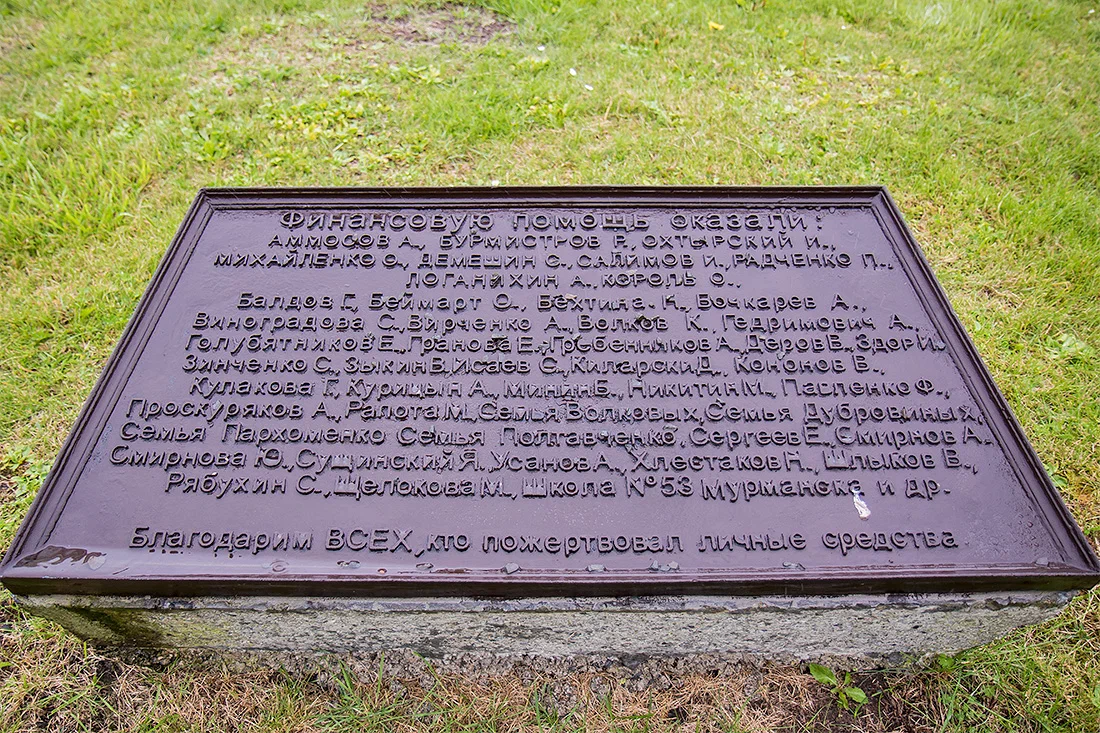 Финансовую помощь оказали:
АММОСОВ А., БУРМИСТРОВ Р., ОХТЫРСКИЙ И.,
МИХАЙЛЕНКО О., ДЕМЕШИН С., САЛИМОВ И., РАДЧЕНКО П.,
ЛОГАНИХИН А., КОРОЛЬ О.,
Балдов Г., Беймарт О., Бехтина К., Бочкарев А.,
Виноградова С., Вирченко А., Волков К., Гедримович А.,
Голубятников Е., Гранова Е., Гребенников А., Деров В., Здор И.,
Зинченко С., Зыкин Б., Исаев С., Киларски Д., Кононов В.,
Кулакова Г., Курицын А., Минин Б., Никитин М., Пасленко Ф.,
Проскуряков А., Рапота М., Семья Волковых, Семья Дубровиных,
Семья Пархоменко Семья Полтавченко, Сергеев Е., Смирнов А.
Смирнова Ю., Сущинский Я., Усанов А., Хлестаков Н., Шлыков В.,
Рябухин С., Щелокова М., Школа №53 Мурманска и др.
Благодарим ВСЕХ, кто пожертвовал личные средства